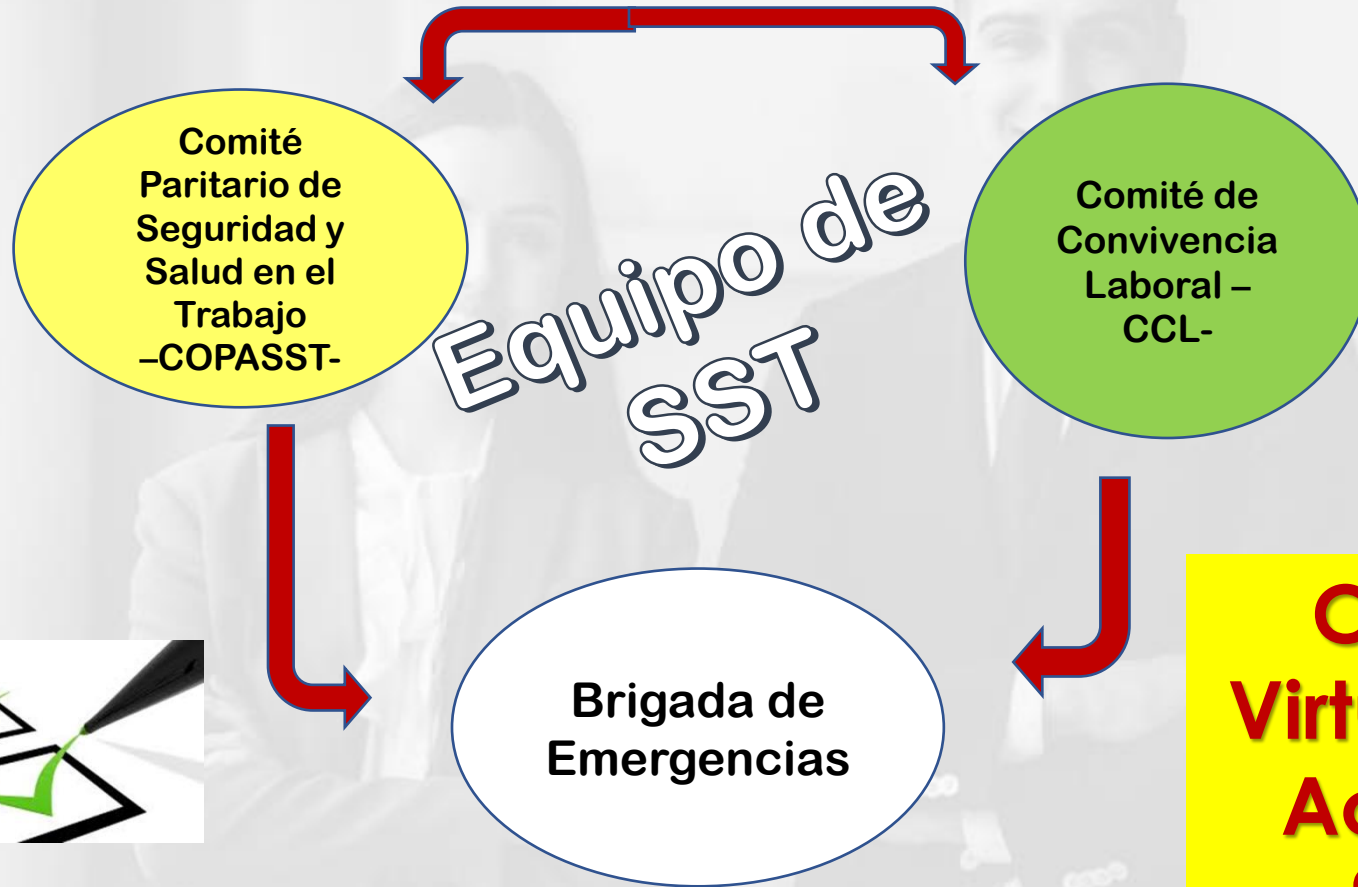 Comité
Paritario de
Seguridad y
Salud en el
Trabajo
–COPASST-
Equipo de
SST
Comité de
Convivencia
Laboral –
CCL-
Brigada de
Emergencias